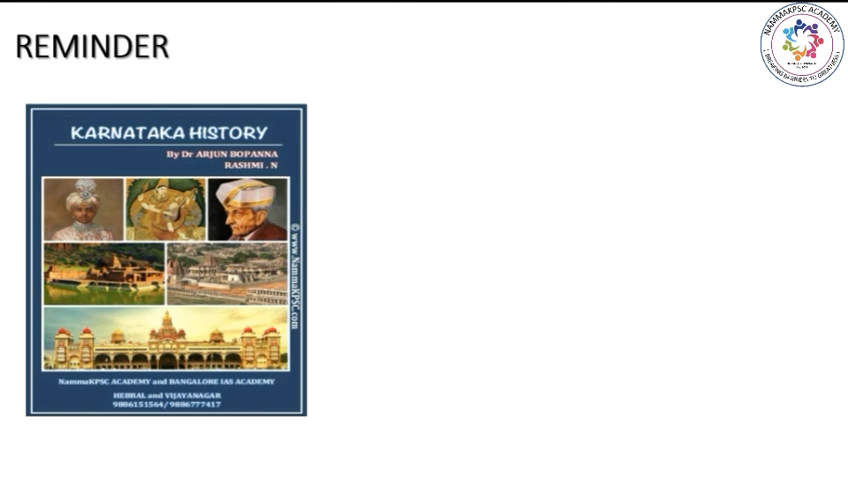 REMINDER
NAMMAKPSC ACADEMY
KARNATAKA HISTORY
By Dr ARJUN BOPANNA
RASHMI . N
© www.NammaKPSC.com
NammaKPSC ACADEMY and BANGALORE IAS ACADEMY
HEBBAL and VIJAYANAGAR
9886151564/9886777417